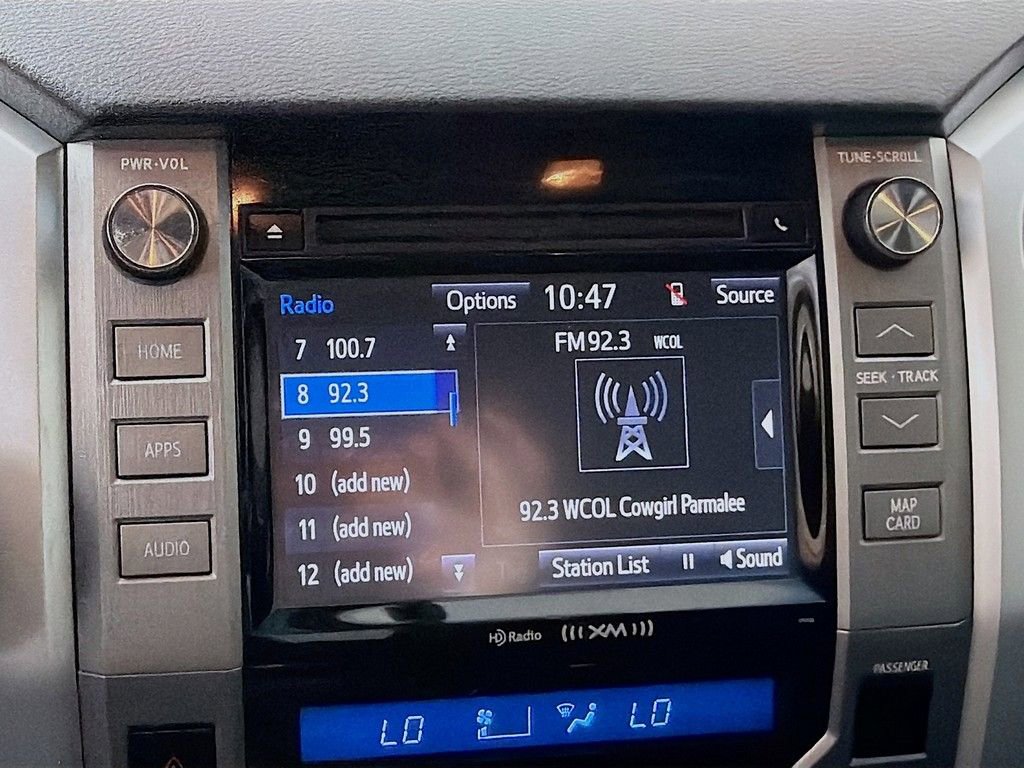 PWR·VOL
TUNE·SCROLL
Radio
Options
10:47
Source
HOME
APPS
AUDIO
7 100.7
8 92.3
9 99.5
10 (add new)
11 (add new)
12 (add new)
FM 92.3 WCOL
92.3 WCOL Cowgirl Parmalee
Station List
Sound
SEEK · TRACK
MAP
CARD
HD Radio
((( XM )))
PASSENGER
LO
LO